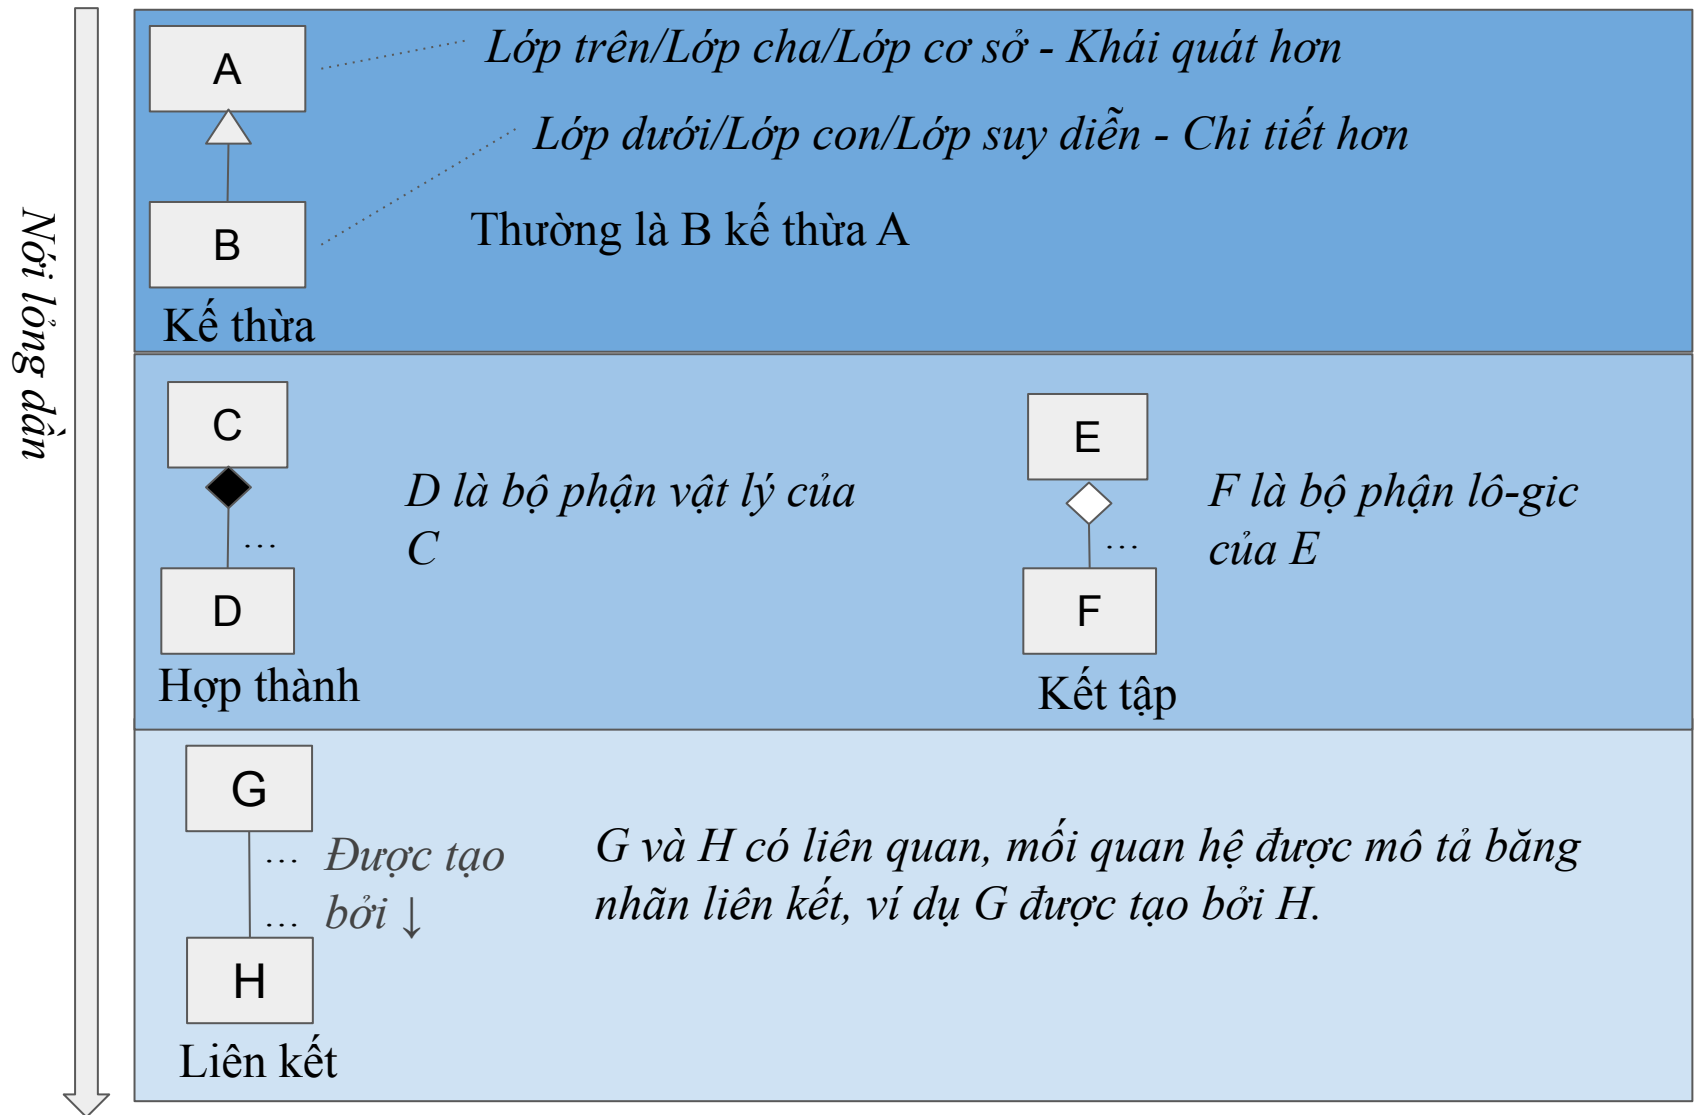 Nới lỏng dần
A
Lớp trên/Lớp cha/Lớp cơ sở - Khái quát hơn
Lớp dưới/Lớp con/Lớp suy diễn - Chi tiết hơn
B
Thường là B kế thừa A
Kế thừa
C
D là bộ phận vật lý của
C
...
D
Hợp thành
E
F là bộ phận lô-gic
của E
...
F
Kết tập
G
... Được tạo
... bởi ↓
G và H có liên quan, mối quan hệ được mô tả băng
nhãn liên kết, ví dụ G được tạo bởi H.
H
Liên kết